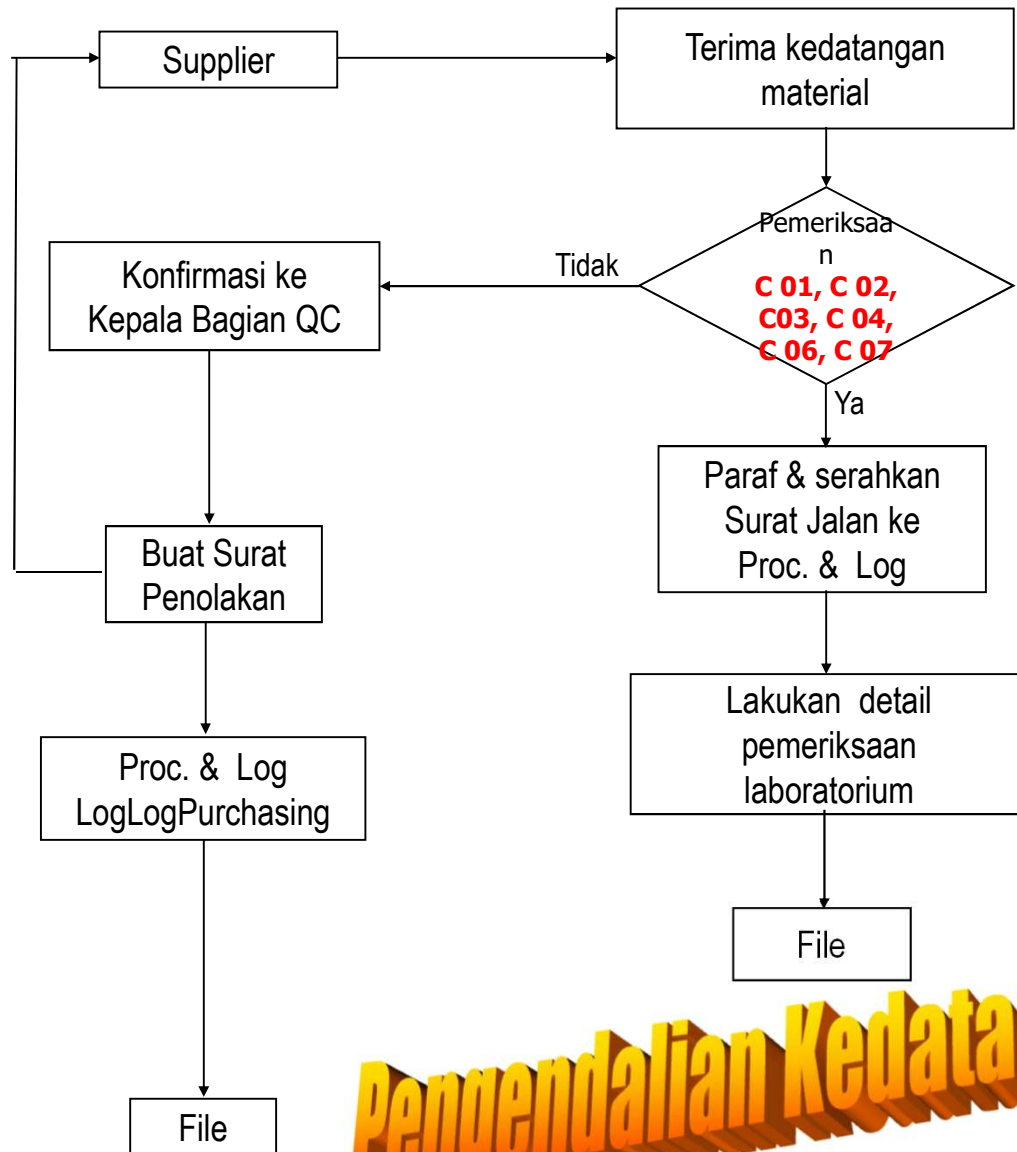 Supplier
Terima kedatangan
material
Pemeriksaa
n
C 01, C 02,
C03, C 04,
C 06, C 07
Tidak
Konfirmasi ke
Kepala Bagian QC
Ya
Paraf & serahkan
Surat Jalan ke
Proc. &  Log
Buat Surat
Penolakan
Lakukan  detail
pemeriksaan
laboratorium
Proc. &  Log
LogLogPurchasing
File
Pengendalian Kedata
File